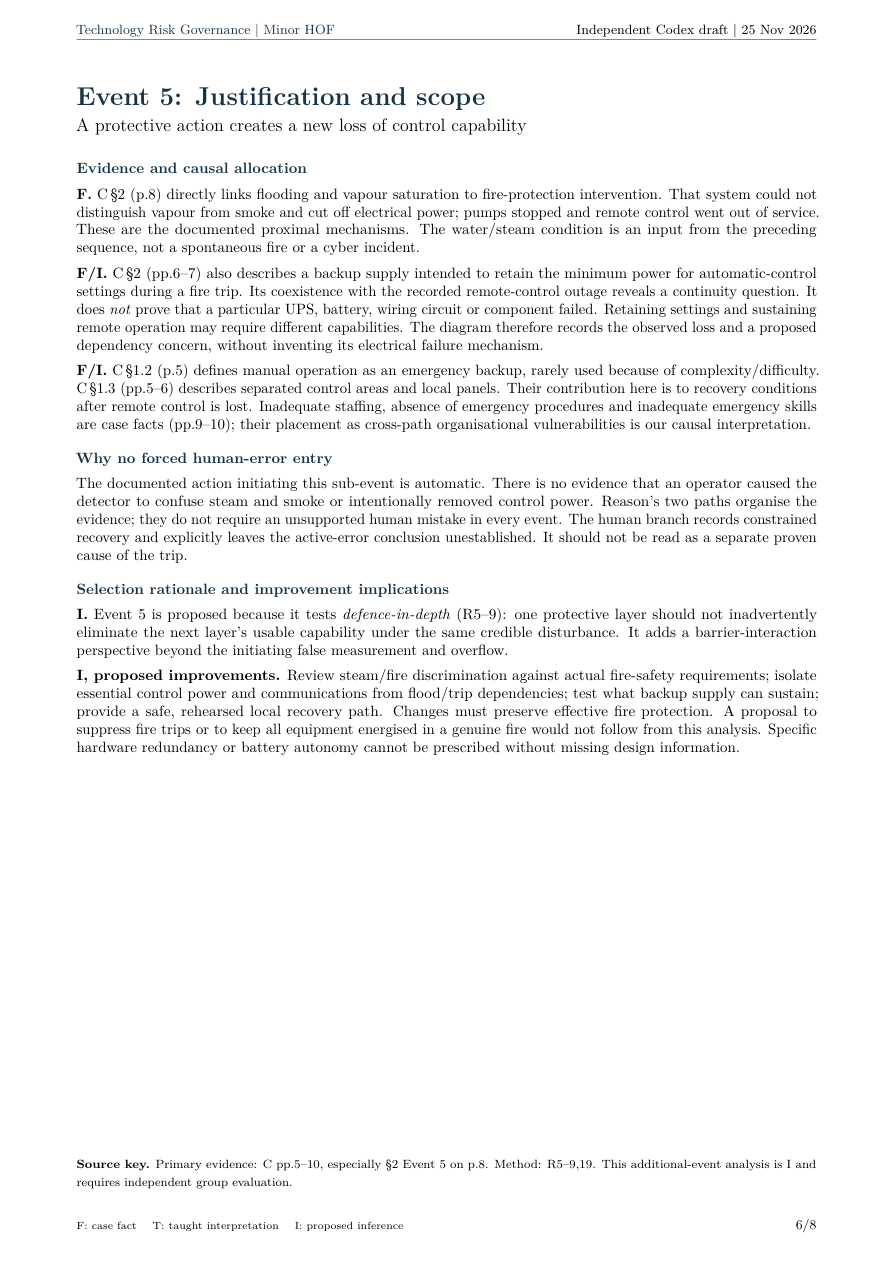 Technology Risk Governance | Minor HOF
Independent Codex draft | 25 Nov 2026
Event 5: Justification and scope
A protective action creates a new loss of control capability
Evidence and causal allocation
F. C §2 (p.8) directly links flooding and vapour saturation to fire-protection intervention. That system could not
distinguish vapour from smoke and cut off electrical power; pumps stopped and remote control went out of service.
These are the documented proximal mechanisms. The water/steam condition is an input from the preceding
sequence, not a spontaneous fire or a cyber incident.
F/I. C §2 (pp.6–7) also describes a backup supply intended to retain the minimum power for automatic-control
settings during a fire trip. Its coexistence with the recorded remote-control outage reveals a continuity question. It
does not prove that a particular UPS, battery, wiring circuit or component failed. Retaining settings and sustaining
remote operation may require different capabilities. The diagram therefore records the observed loss and a proposed
dependency concern, without inventing its electrical failure mechanism.
F/I. C §1.2 (p.5) defines manual operation as an emergency backup, rarely used because of complexity/difficulty.
C §1.3 (pp.5–6) describes separated control areas and local panels. Their contribution here is to recovery conditions
after remote control is lost. Inadequate staffing, absence of emergency procedures and inadequate emergency skills
are case facts (pp.9–10); their placement as cross-path organisational vulnerabilities is our causal interpretation.
Why no forced human-error entry
The documented action initiating this sub-event is automatic. There is no evidence that an operator caused the
detector to confuse steam and smoke or intentionally removed control power. Reason's two paths organise the
evidence; they do not require an unsupported human mistake in every event. The human branch records constrained
recovery and explicitly leaves the active-error conclusion unestablished. It should not be read as a separate proven
cause of the trip.
Selection rationale and improvement implications
I. Event 5 is proposed because it tests defence-in-depth (R5–9): one protective layer should not inadvertently
eliminate the next layer's usable capability under the same credible disturbance. It adds a barrier-interaction
perspective beyond the initiating false measurement and overflow.
I, proposed improvements. Review steam/fire discrimination against actual fire-safety requirements; isolate
essential control power and communications from flood/trip dependencies; test what backup supply can sustain;
provide a safe, rehearsed local recovery path. Changes must preserve effective fire protection. A proposal to
suppress fire trips or to keep all equipment energised in a genuine fire would not follow from this analysis. Specific
hardware redundancy or battery autonomy cannot be prescribed without missing design information.
Source key. Primary evidence: C pp.5–10, especially §2 Event 5 on p.8. Method: R5–9,19. This additional-event analysis is I and
requires independent group evaluation.
F: case fact T: taught interpretation I: proposed inference
6/8